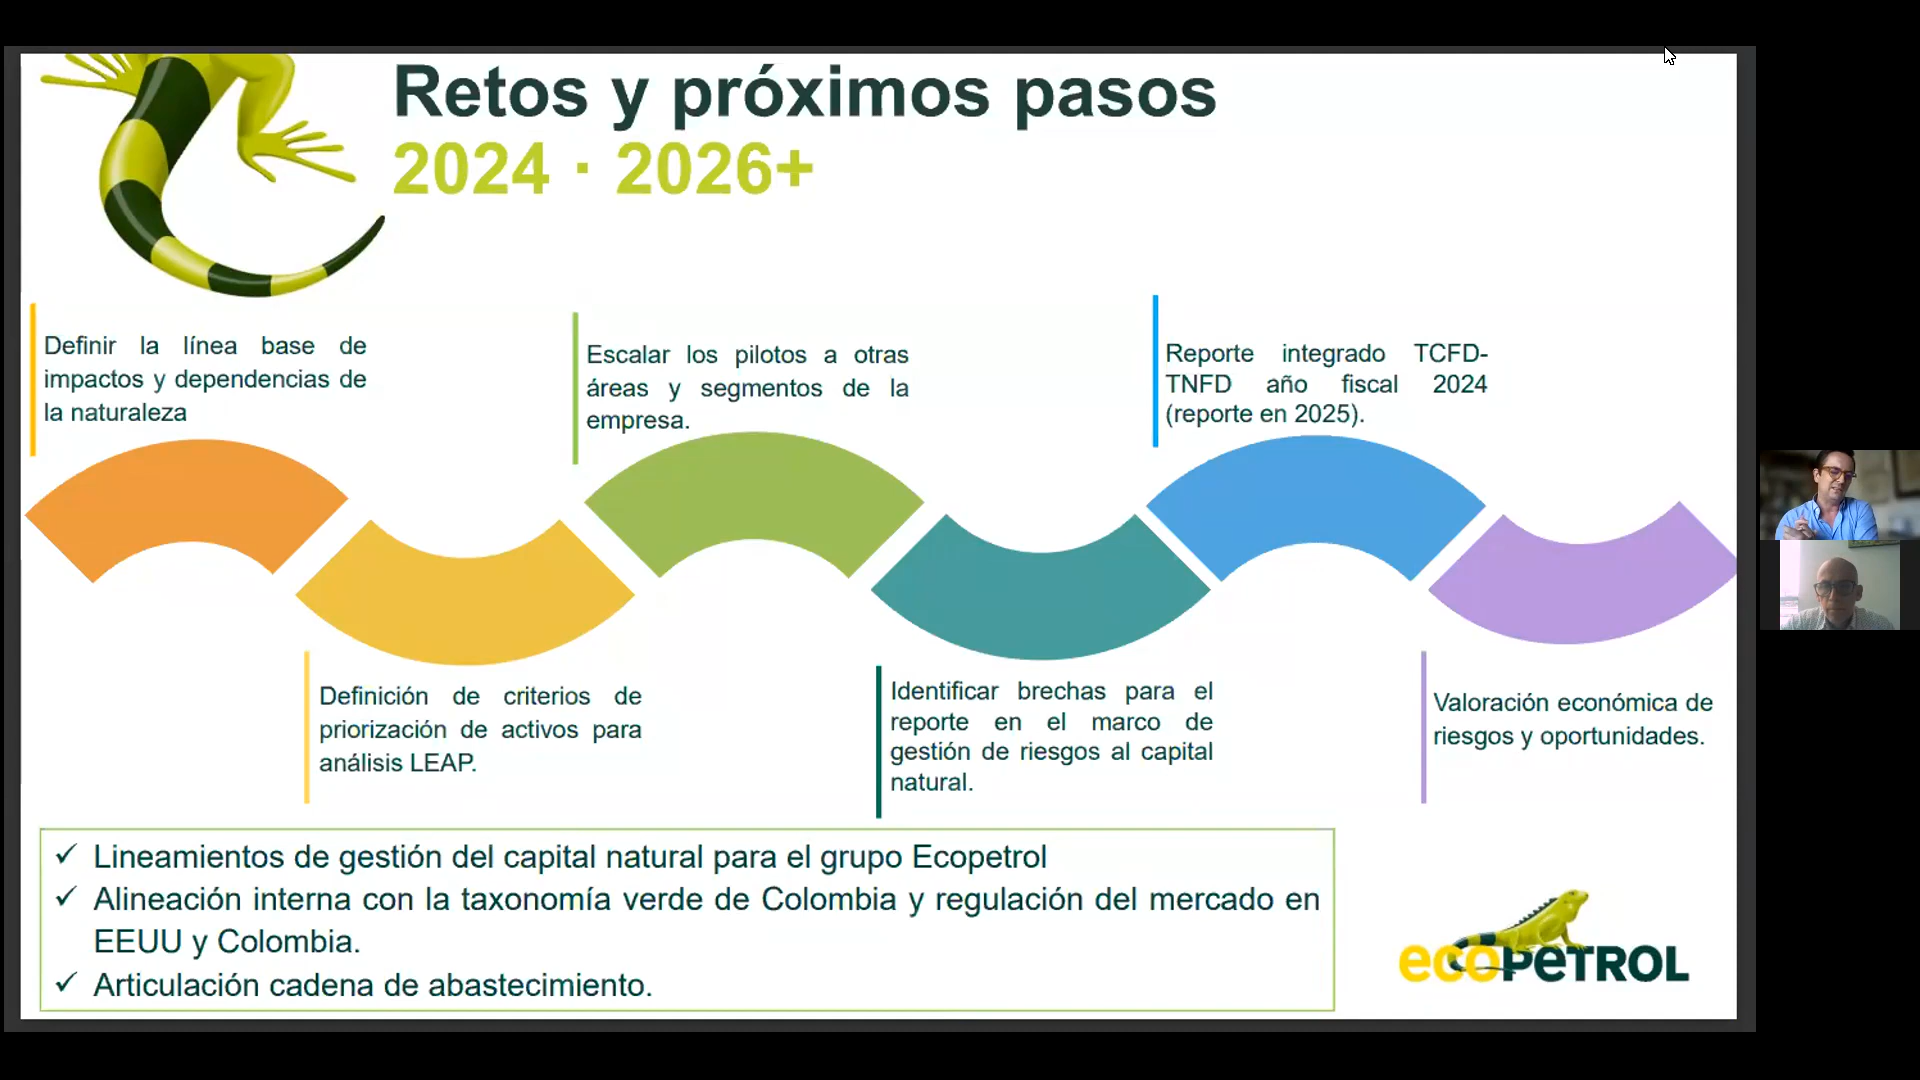 Retos y próximos pasos
2024 · 2026+
Definir la línea base de
impactos y dependencias de
la naturaleza
Escalar los pilotos a otras
áreas y segmentos de la
empresa.
Reporte integrado TCFD-
TNFD año fiscal 2024
(reporte en 2025).
Definición de criterios de
priorización de activos para
análisis LEAP.
Identificar brechas para el
reporte en el marco de
gestión de riesgos al capital
natural.
Valoración económica de
riesgos y oportunidades.
✓ Lineamientos de gestión del capital natural para el grupo Ecopetrol
✓ Alineación interna con la taxonomía verde de Colombia y regulación del mercado en
EEUU y Colombia.
✓ Articulación cadena de abastecimiento.
ecoPETROL